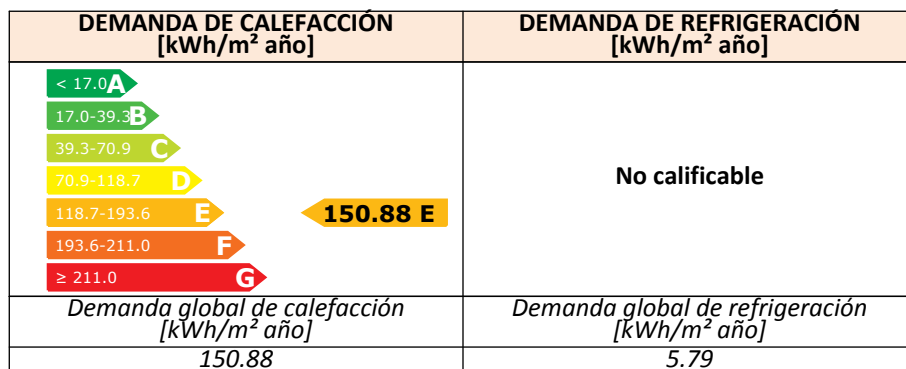 DEMANDA DE CALEFACCIÓN
[kWh/m² año]
DEMANDA DE REFRIGERACIÓN
[kWh/m² año]
< 17.0 A
17.0-39.3 B
39.3-70.9 C
70.9-118.7 D
118.7-193.6 E
150.88 E
193.6-211.0 F
≥ 211.0 G
No calificable
Demanda global de calefacción
[kWh/m² año]
Demanda global de refrigeración
[kWh/m² año]
150.88
5.79